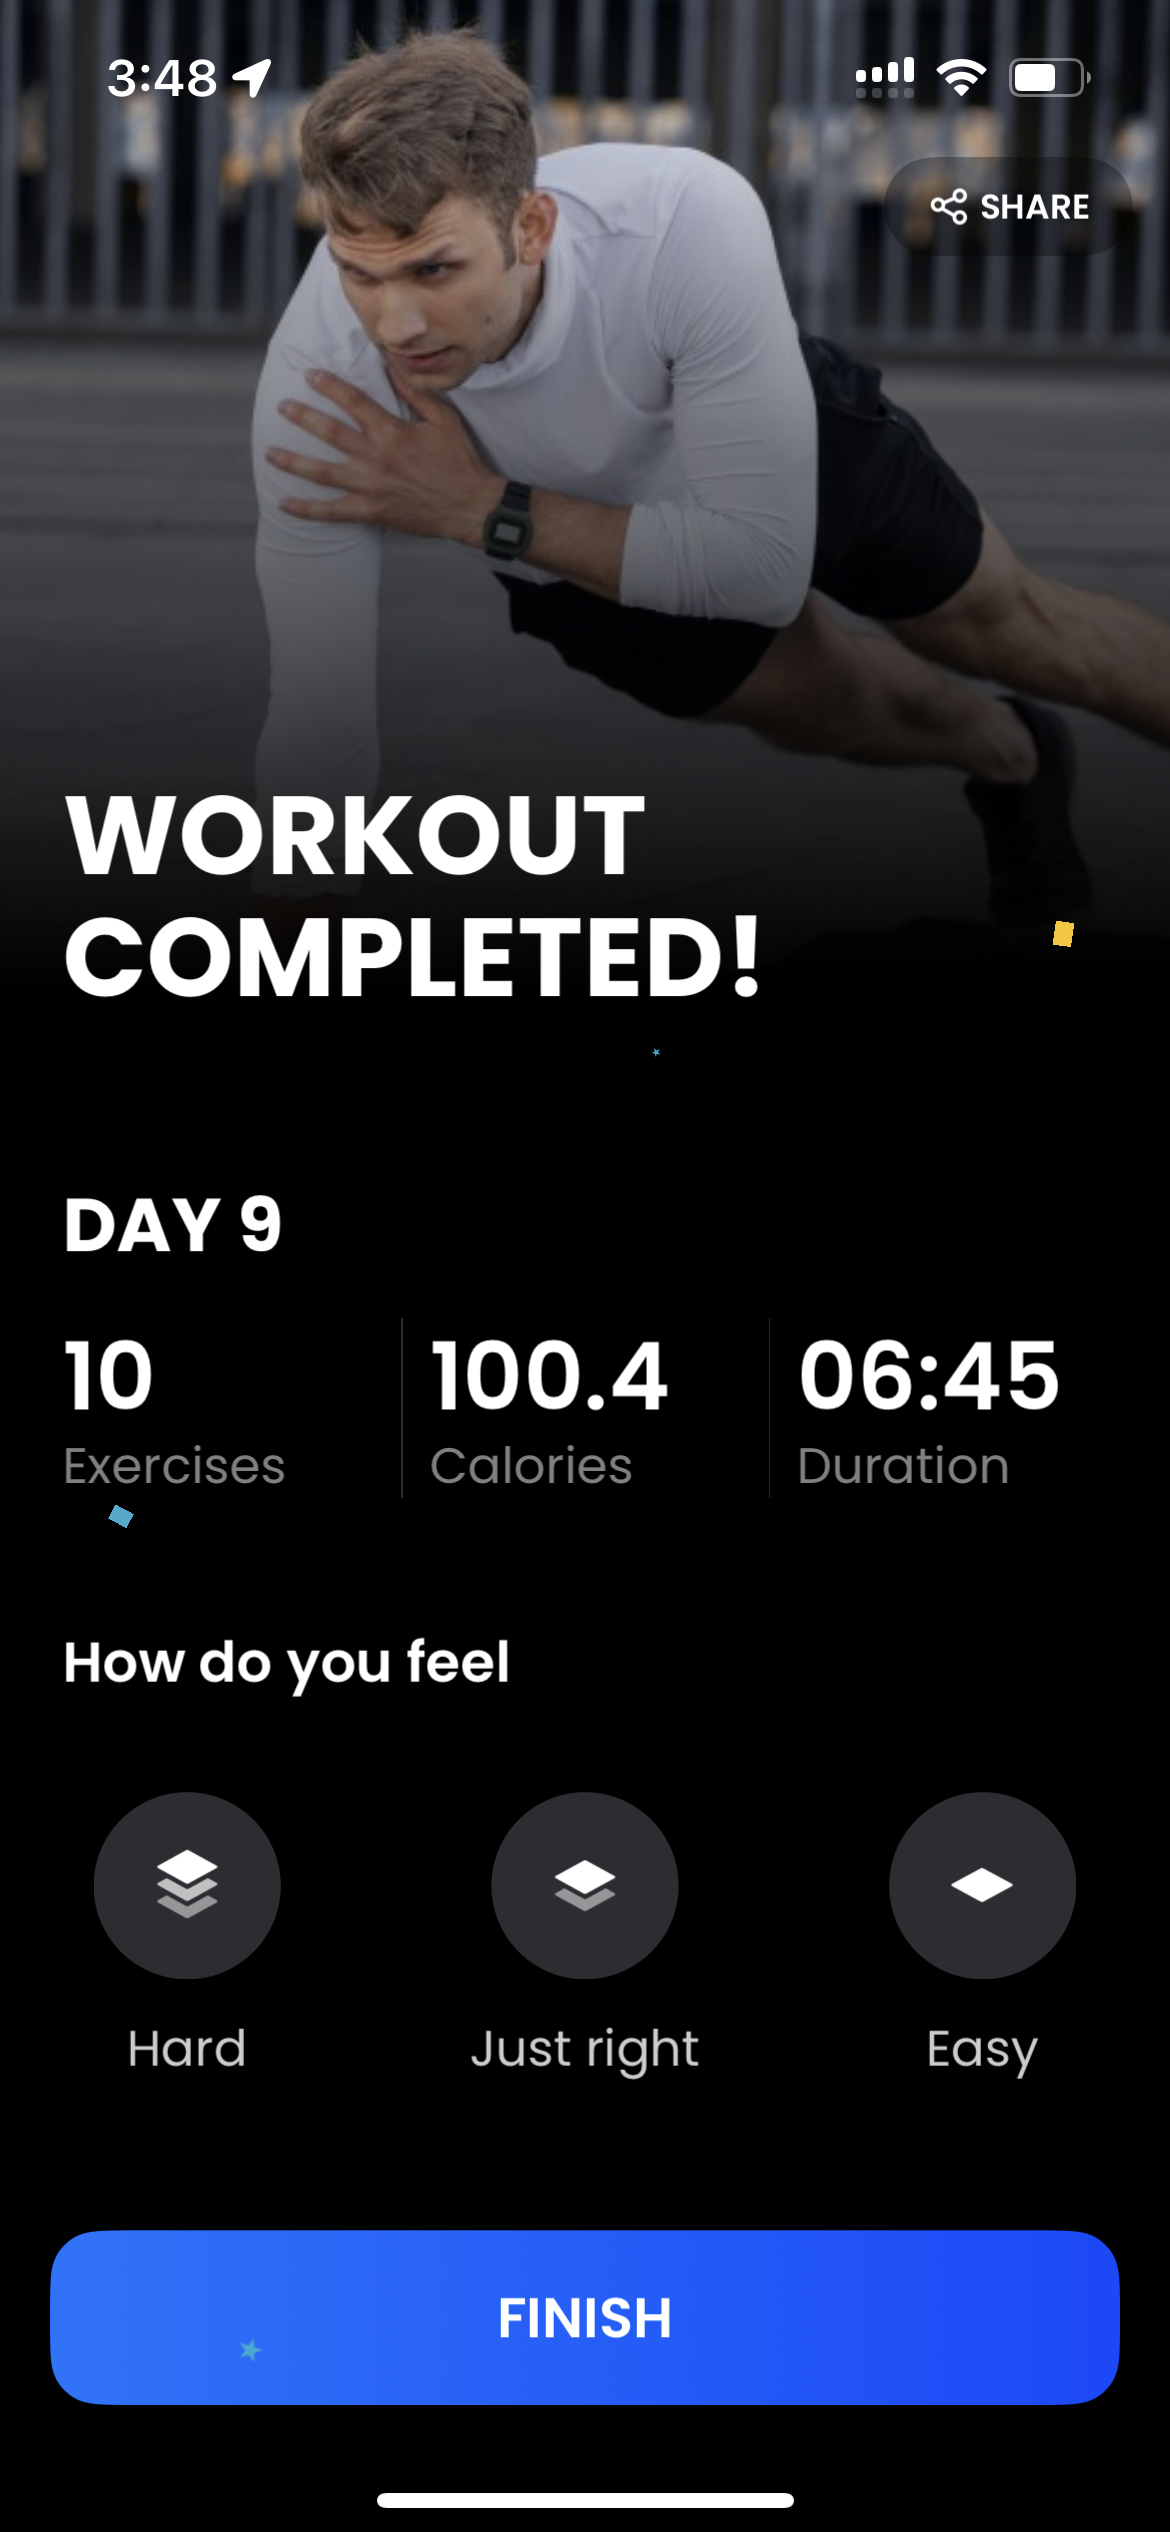 3:48
SHARE
WORKOUT
COMPLETED!
DAY 9
10 100.4 06:45
Exercises Calories Duration
How do you feel
Hard Just right Easy
FINISH